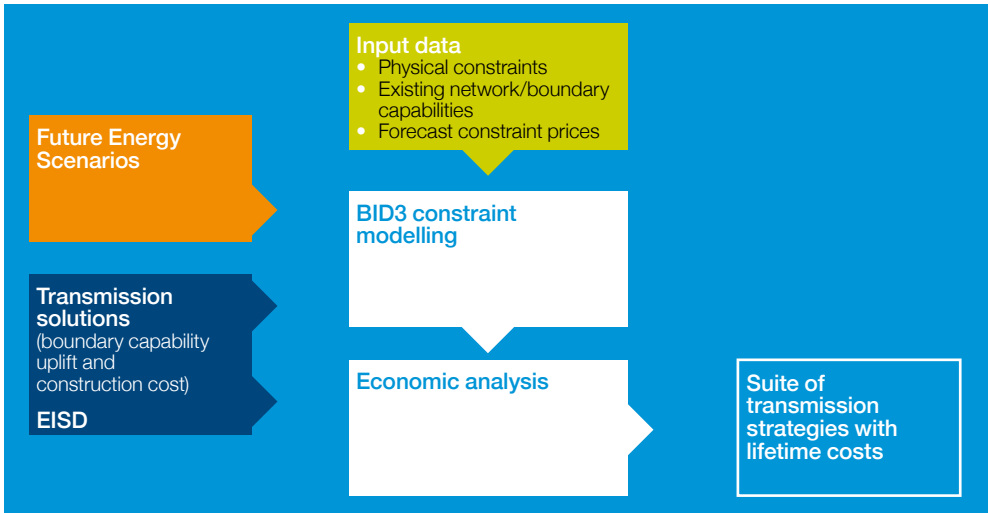 Input data
• Physical constraints
• Existing network/boundary
capabilities
• Forecast constraint prices
Future Energy
Scenarios
BID3 constraint
modelling
Transmission
solutions
(boundary capability
uplift and
construction cost)
EISD
Economic analysis
Suite of
transmission
strategies with
lifetime costs